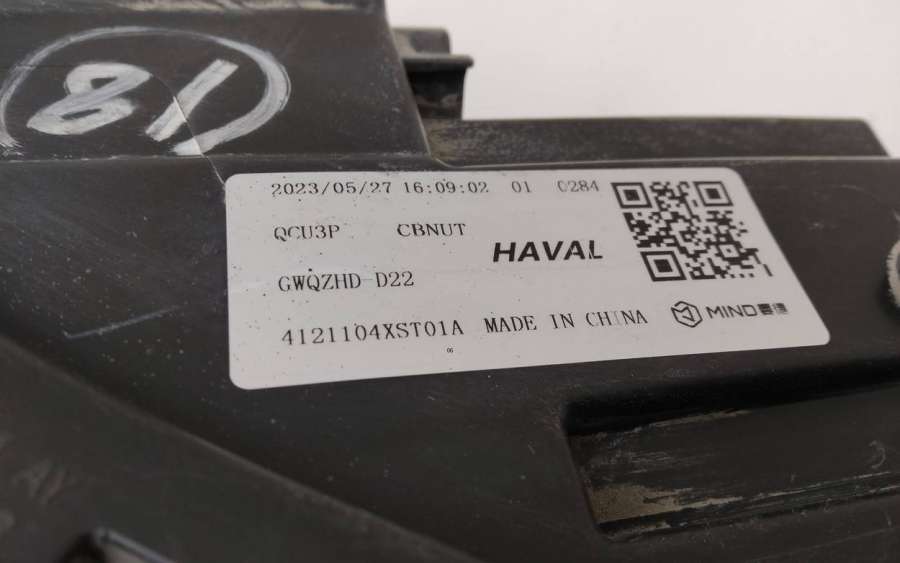 81
2023/05/27 16:09:02 01 0284
QCU3P CBNUT
HAVAL
GWQZHD-D22
4121104XST01A MADE IN CHINA
MIND
06